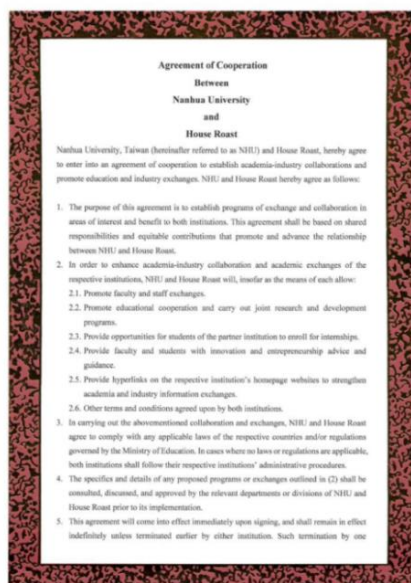 Agreement of Cooperation
Between
Nanhua University
and
House Roast
Nanhua University, Taiwan (hereinafter referred to as NHU) and House Roast, hereby agree
to enter into an agreement of cooperation to establish academia-industry collaborations and
promote education and industry exchanges. NHU and House Roast hereby agree as follows:
1. The purpose of this agreement is to establish programs of exchange and collaboration in
areas of interest and benefit to both institutions. This agreement shall be based on shared
responsibilities and equitable contributions that promote and advance the relationship
between NHU and House Roast.
2. In order to enhance academia-industry collaboration and academic exchanges of the
respective institutions, NHU and House Roast will, insofar as the means of each allow:
2.1. Promote faculty and staff exchanges.
2.2. Promote educational cooperation and carry out joint research and development
programs.
2.3. Provide opportunities for students of the partner institution to enroll for internships.
2.4. Provide faculty and students with innovation and entrepreneurship advice and
guidance.
2.5. Provide hyperlinks on the respective institution's homepage websites to strengthen
academia and industry information exchanges.
2.6. Other terms and conditions agreed upon by both institutions.
3. In carrying out the abovementioned collaboration and exchanges, NHU and House Roast
agree to comply with any applicable laws of the respective countries and/or regulations
governed by the Ministry of Education. In cases where no laws or regulations are applicable,
both institutions shall follow their respective institutions' administrative procedures.
4. The specifics and details of any proposed programs or exchanges outlined in (2) shall be
consulted, discussed, and approved by the relevant departments or divisions of NHU and
House Roast prior to its implementation.
5. This agreement will come into effect immediately upon signing, and shall remain in effect
indefinitely unless terminated earlier by either institution. Such termination by one